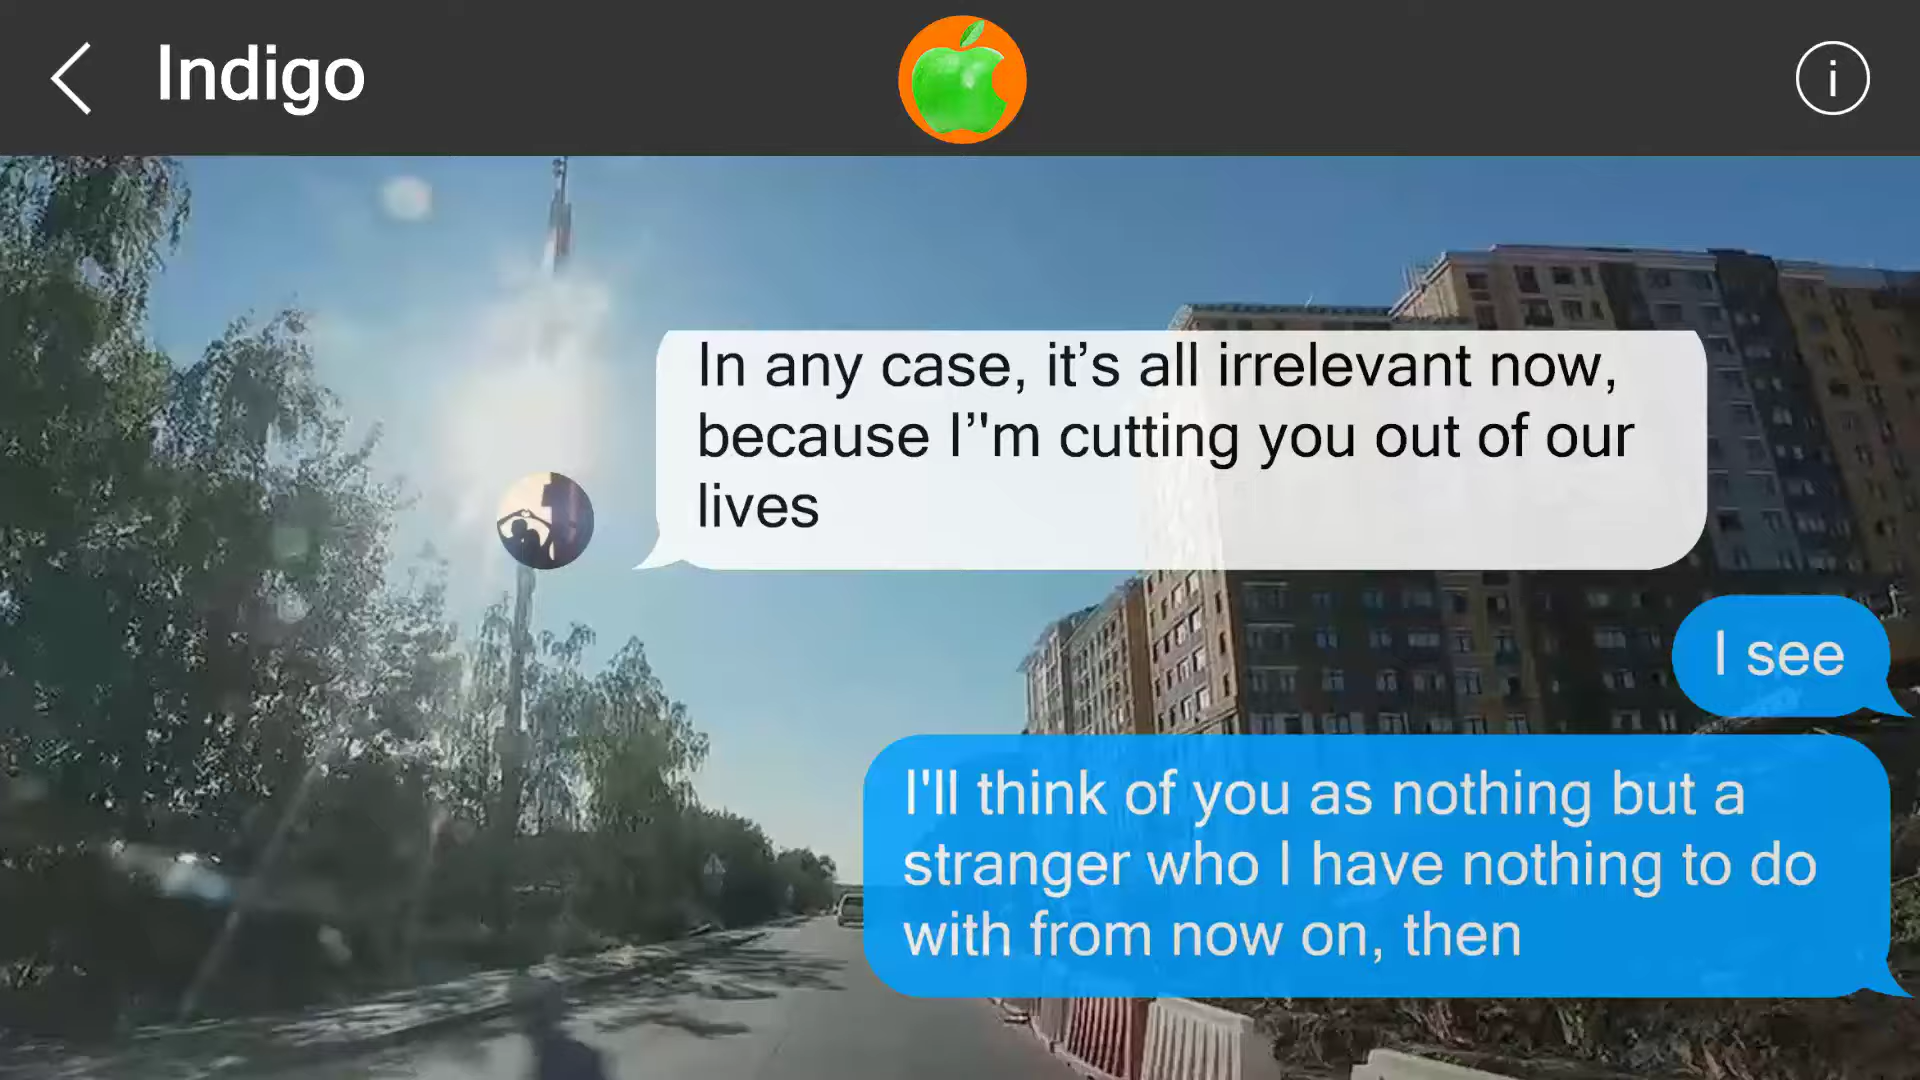 Indigo
i
In any case, it’s all irrelevant now,
because I’'m cutting you out of our
lives
I see
I'll think of you as nothing but a
stranger who I have nothing to do
with from now on, then